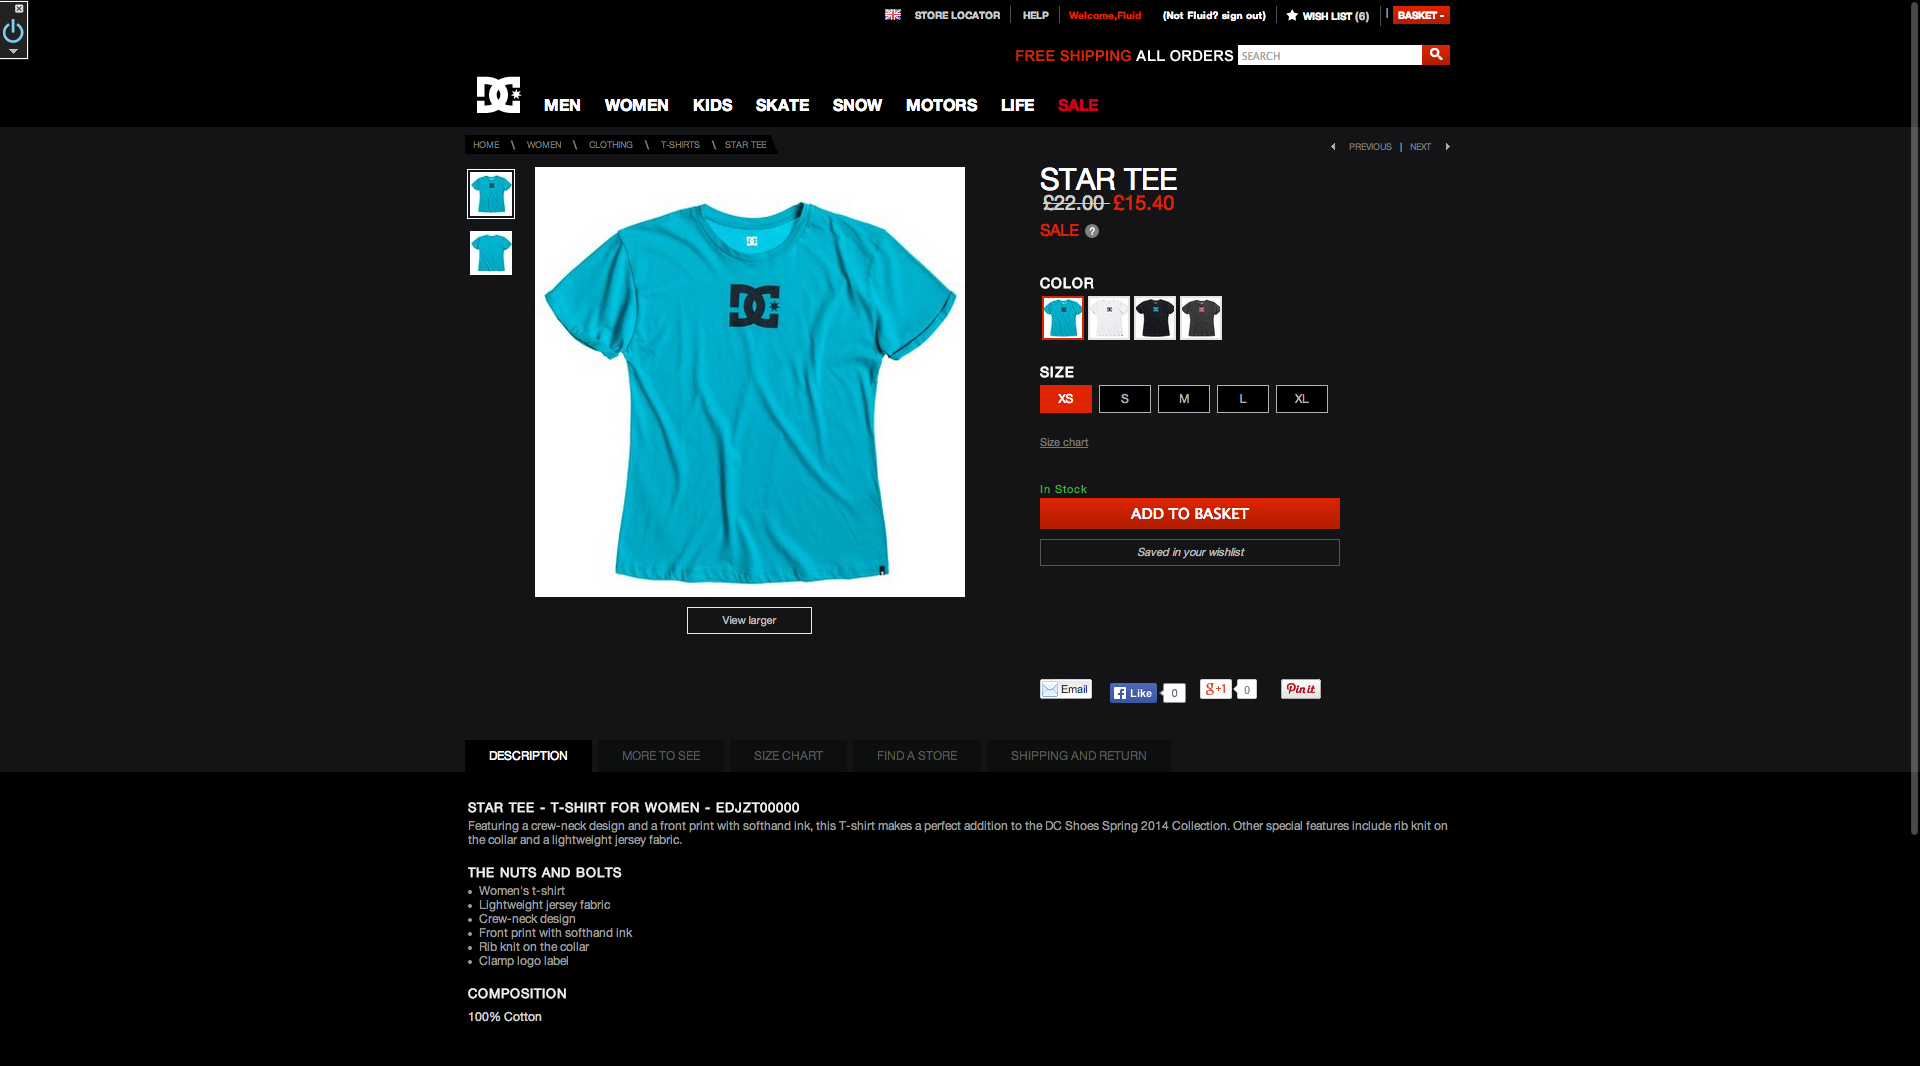 STORE LOCATOR HELP Welcome,Fluid (Not Fluid? sign out) WISH LIST (6) BASKET -
FREE SHIPPING ALL ORDERS SEARCH
DC MEN WOMEN KIDS SKATE SNOW MOTORS LIFE SALE
HOME \ WOMEN \ CLOTHING \ T-SHIRTS \ STAR TEE
PREVIOUS | NEXT
STAR TEE
£22.00 £15.40
SALE ?
DC
DC
COLOR
SIZE
XS S M L XL
Size chart
In Stock
ADD TO BASKET
Saved in your wishlist
View larger
Email Like 0 g+1 0 Pin it
DESCRIPTION MORE TO SEE SIZE CHART FIND A STORE SHIPPING AND RETURN
STAR TEE - T-SHIRT FOR WOMEN - EDJZT00000
Featuring a crew-neck design and a front print with softhand ink, this T-shirt makes a perfect addition to the DC Shoes Spring 2014 Collection. Other special features include rib knit on
the collar and a lightweight jersey fabric.
THE NUTS AND BOLTS
• Women's t-shirt
• Lightweight jersey fabric
• Crew-neck design
• Front print with softhand ink
• Rib knit on the collar
• Clamp logo label
COMPOSITION
100% Cotton